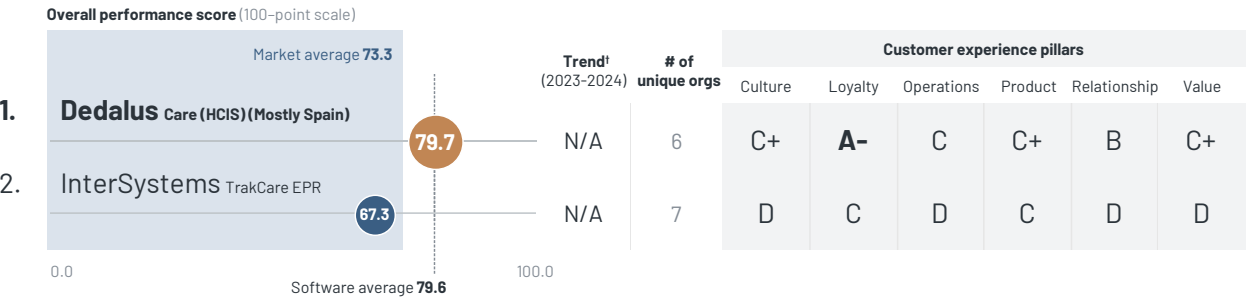 Overall performance score (100–point scale)
Market average 73.3
Trend† # of
(2023-2024) unique orgs
Customer experience pillars
Culture Loyalty Operations Product Relationship Value
1. Dedalus Care (HCIS) (Mostly Spain)
79.7 N/A 6 C+ A- C C+ B C+
2. InterSystems TrakCare EPR
67.3 N/A 7 D C D C D D
0.0 100.0
Software average 79.6